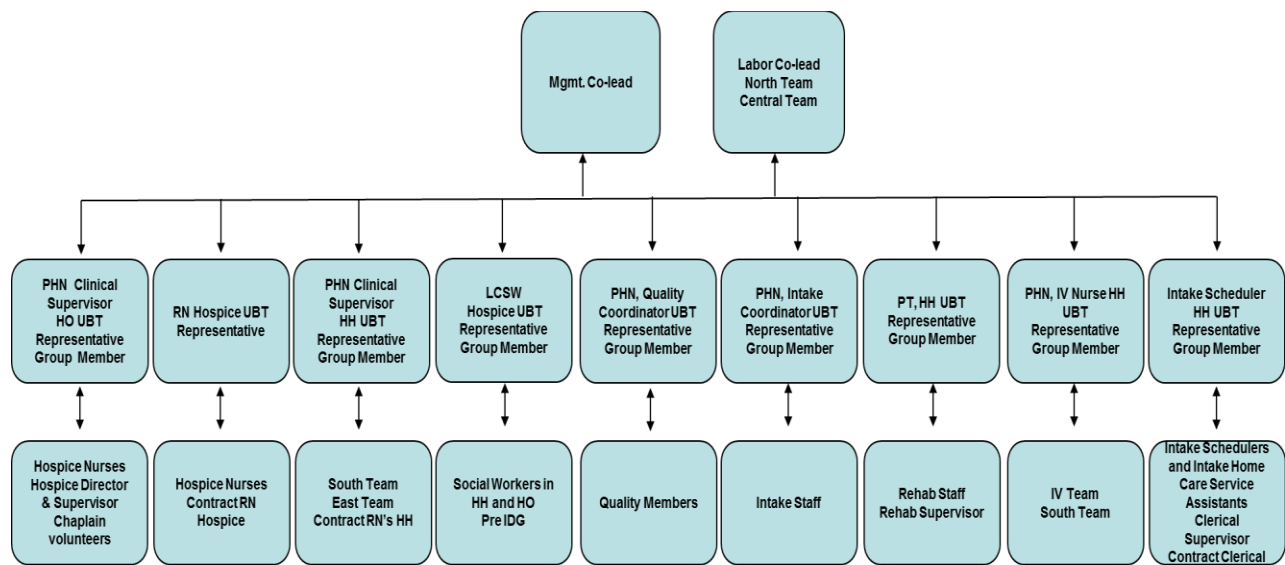 Mgmt. Co-lead
Labor Co-lead
North Team
Central Team
PHN Clinical
Supervisor
HO UBT
Representative
Group Member
RN Hospice UBT
Representative
PHN Clinical
Supervisor
HH UBT
Representative
Group Member
LCSW
Hospice UBT
Representative
Group Member
PHN, Quality
Coordinator UBT
Representative
Group Member
PHN, Intake
Coordinator UBT
Representative
Group Member
PT, HH UBT
Representative
Group Member
PHN, IV Nurse HH
UBT
Representative
Group Member
Intake Scheduler
HH UBT
Representative
Group Member
Hospice Nurses
Hospice Director
& Supervisor
Chaplain
volunteers
Hospice Nurses
Contract RN
Hospice
South Team
East Team
Contract RN's HH
Social Workers in
HH and HO
Pre IDG
Quality Members
Intake Staff
Rehab Staff
Rehab Supervisor
IV Team
South Team
Intake Schedulers
and Intake Home
Care Service
Assistants
Clerical
Supervisor
Contract Clerical